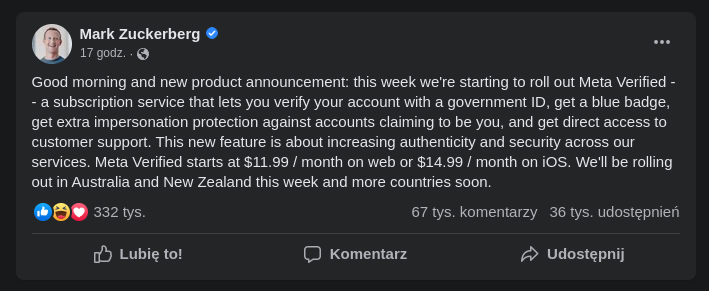 Mark Zuckerberg
17 godz. ·
Good morning and new product announcement: this week we're starting to roll out Meta Verified -
- a subscription service that lets you verify your account with a government ID, get a blue badge,
get extra impersonation protection against accounts claiming to be you, and get direct access to
customer support. This new feature is about increasing authenticity and security across our
services. Meta Verified starts at $11.99 / month on web or $14.99 / month on iOS. We'll be rolling
out in Australia and New Zealand this week and more countries soon.
332 tys. 67 tys. komentarzy 36 tys. udostępnień
Lubię to! Komentarz Udostępnij